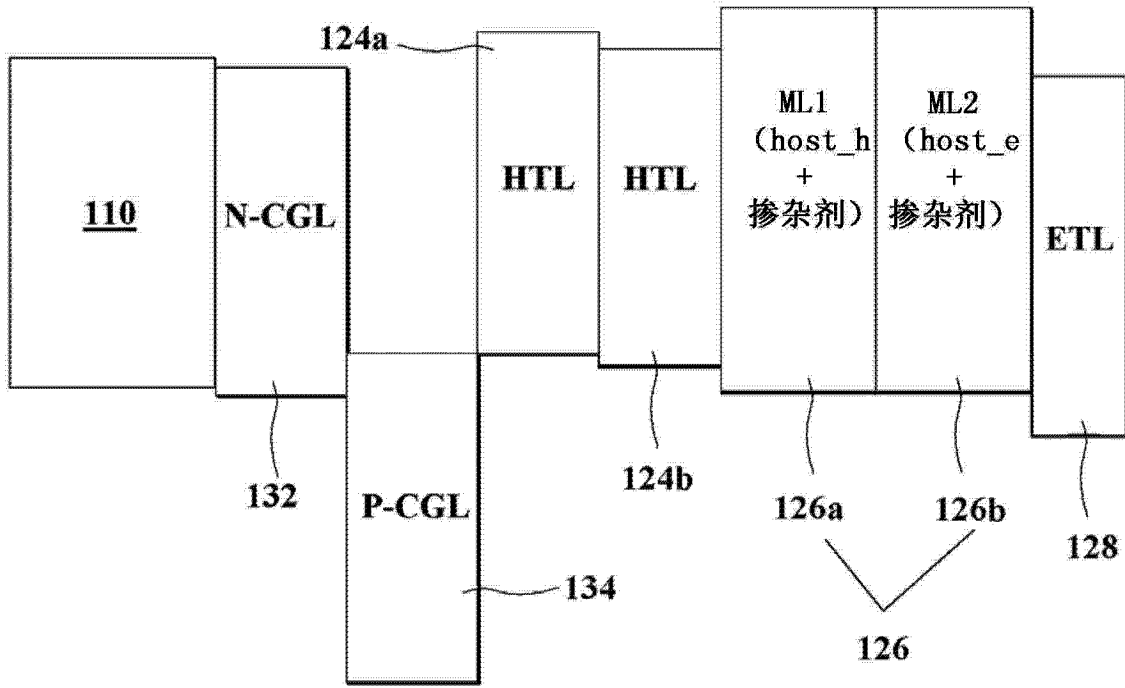 124a
ML1
(host_h
+
掺杂剂)
ML2
(host_e
+
掺杂剂)
110
N-CGL
HTL
HTL
ETL
132
P-CGL
134
124b
126a
126b
128
126